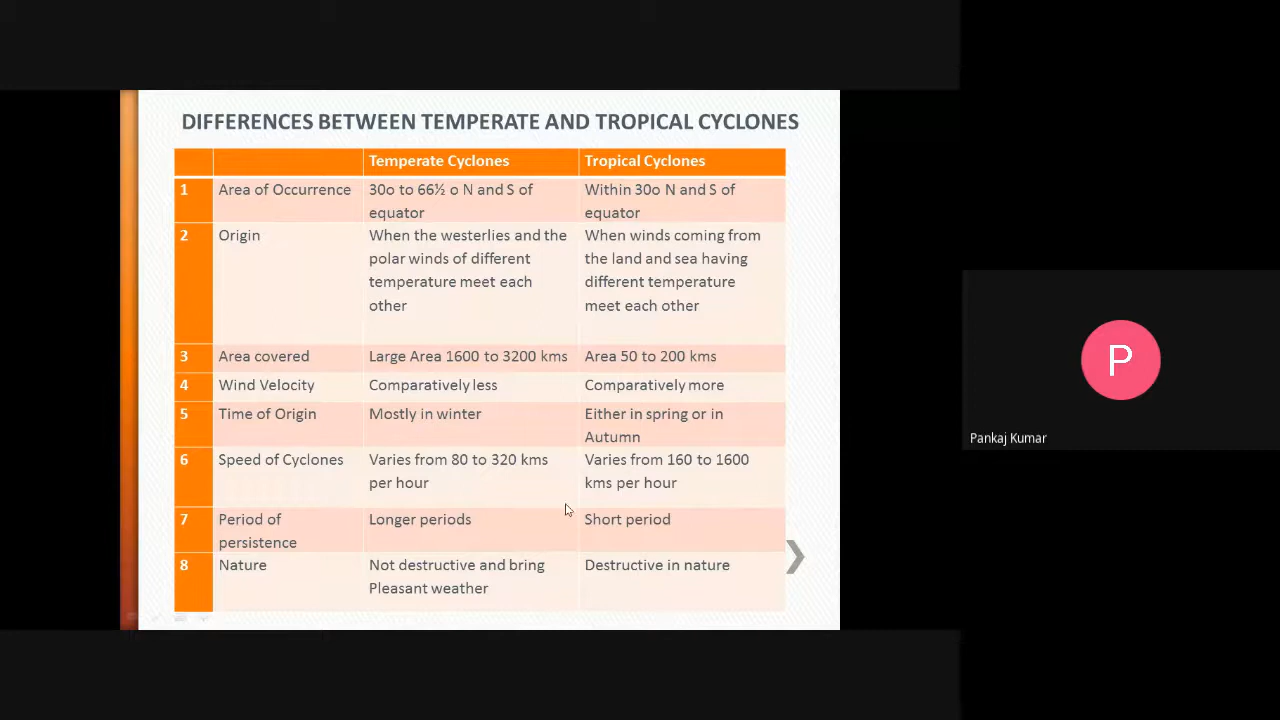 DIFFERENCES BETWEEN TEMPERATE AND TROPICAL CYCLONES
Temperate Cyclones Tropical Cyclones
1 Area of Occurrence 30o to 66½ o N and S of Within 30o N and S of
equator equator
2 Origin When the westerlies and the When winds coming from
polar winds of different the land and sea having
temperature meet each different temperature
other meet each other
3 Area covered Large Area 1600 to 3200 kms Area 50 to 200 kms
4 Wind Velocity Comparatively less Comparatively more
5 Time of Origin Mostly in winter Either in spring or in
Autumn
6 Speed of Cyclones Varies from 80 to 320 kms Varies from 160 to 1600
per hour kms per hour
7 Period of Longer periods Short period
persistence
8 Nature Not destructive and bring Destructive in nature
Pleasant weather
P
Pankaj Kumar